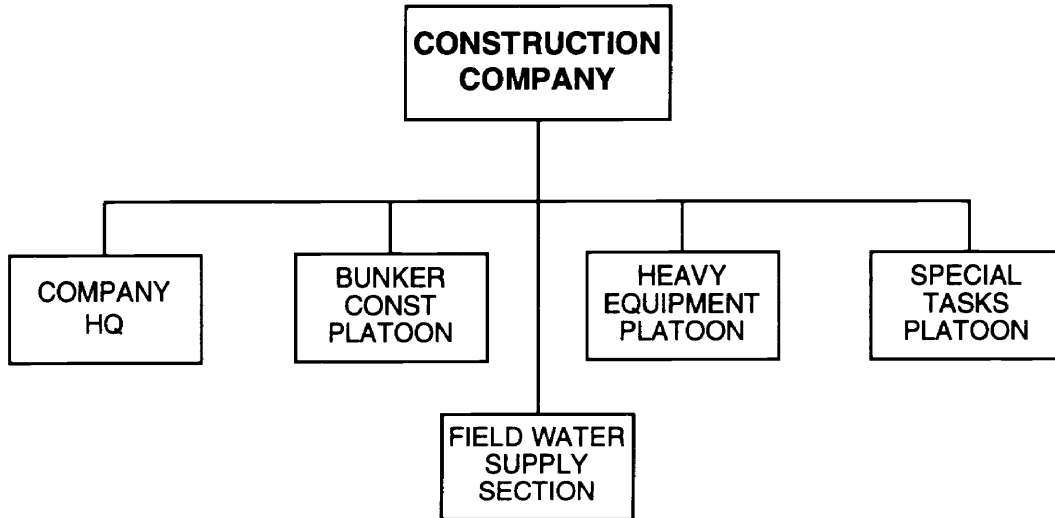 CONSTRUCTION
COMPANY
COMPANY
HQ
BUNKER
CONST
PLATOON
HEAVY
EQUIPMENT
PLATOON
SPECIAL
TASKS
PLATOON
FIELD WATER
SUPPLY
SECTION